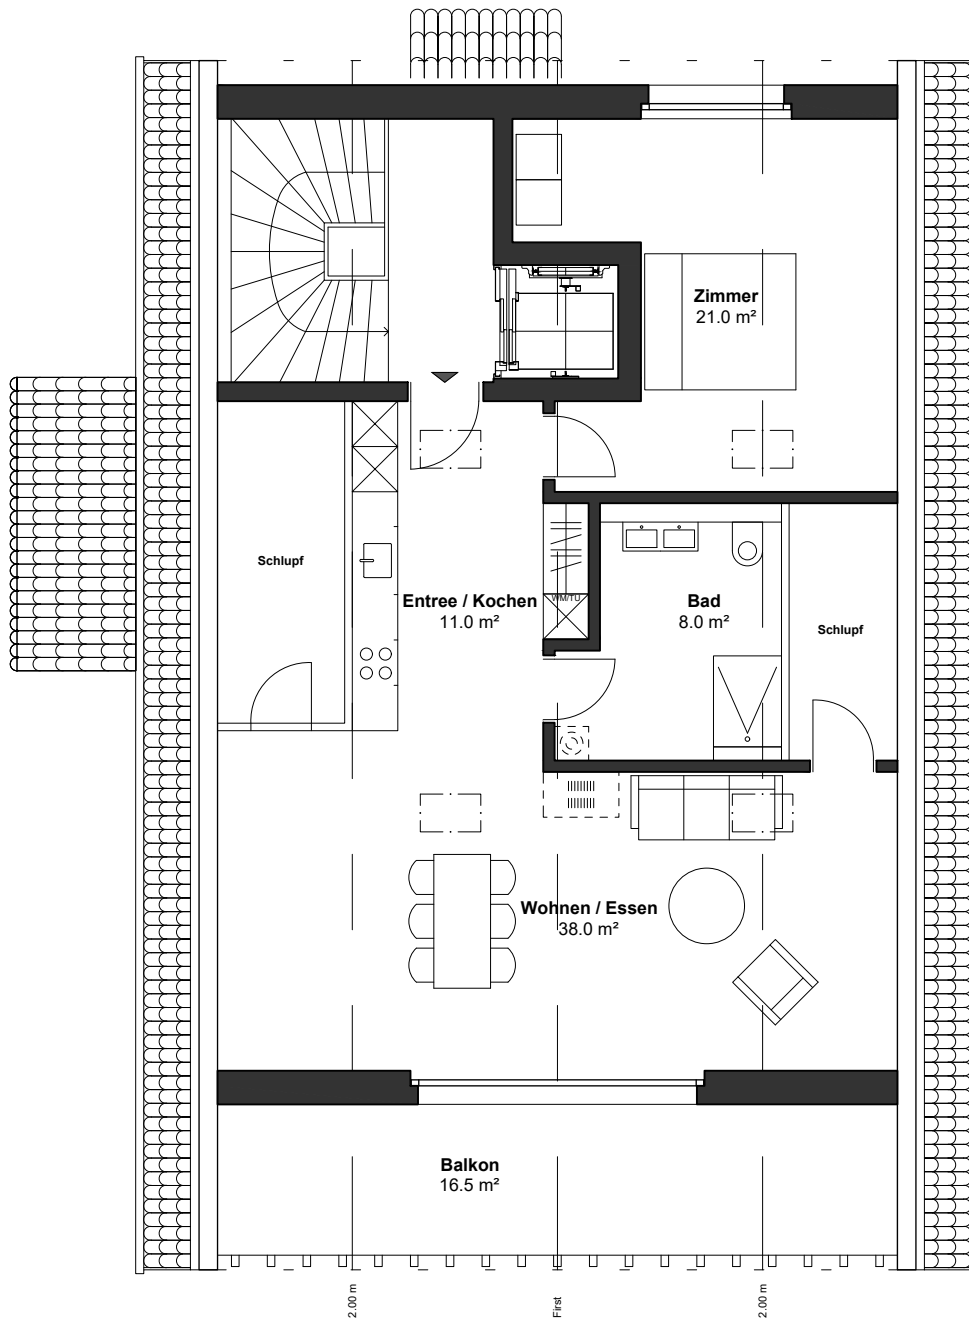 Zimmer
21.0 m²
Schlupf
Entree / Kochen
11.0 m²
WM/TU
Bad
8.0 m²
Schlupf
Wohnen / Essen
38.0 m²
Balkon
16.5 m²
2.00 m
First
2.00 m